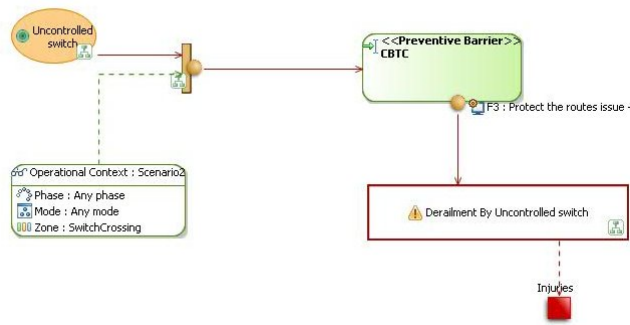 Uncontrolled
switch
<<Preventive Barrier>>
CBTC
F3 : Protect the routes issue -
Operational Context : Scenario2
Phase : Any phase
Mode : Any mode
Zone : SwitchCrossing
Derailment By Uncontrolled switch
Injuries